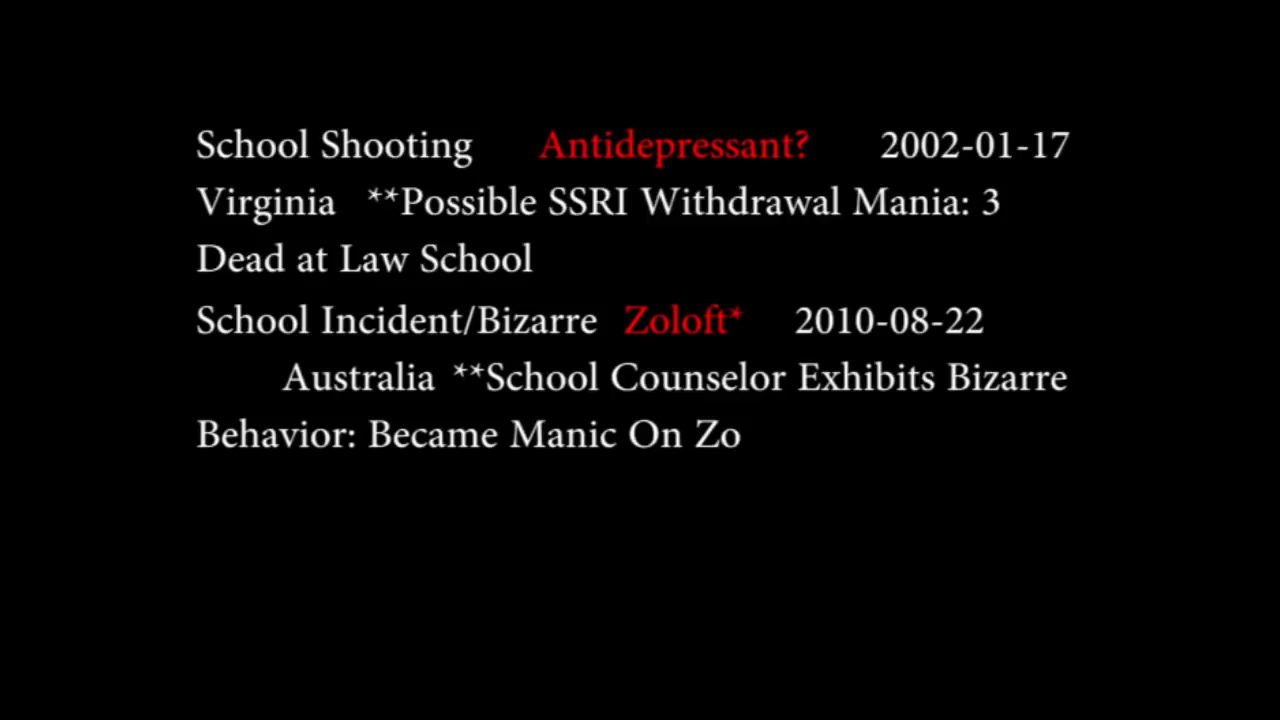 School Shooting Antidepressant? 2002-01-17
Virginia **Possible SSRI Withdrawal Mania: 3
Dead at Law School
School Incident/Bizarre Zoloft* 2010-08-22
Australia **School Counselor Exhibits Bizarre
Behavior: Became Manic On Zo